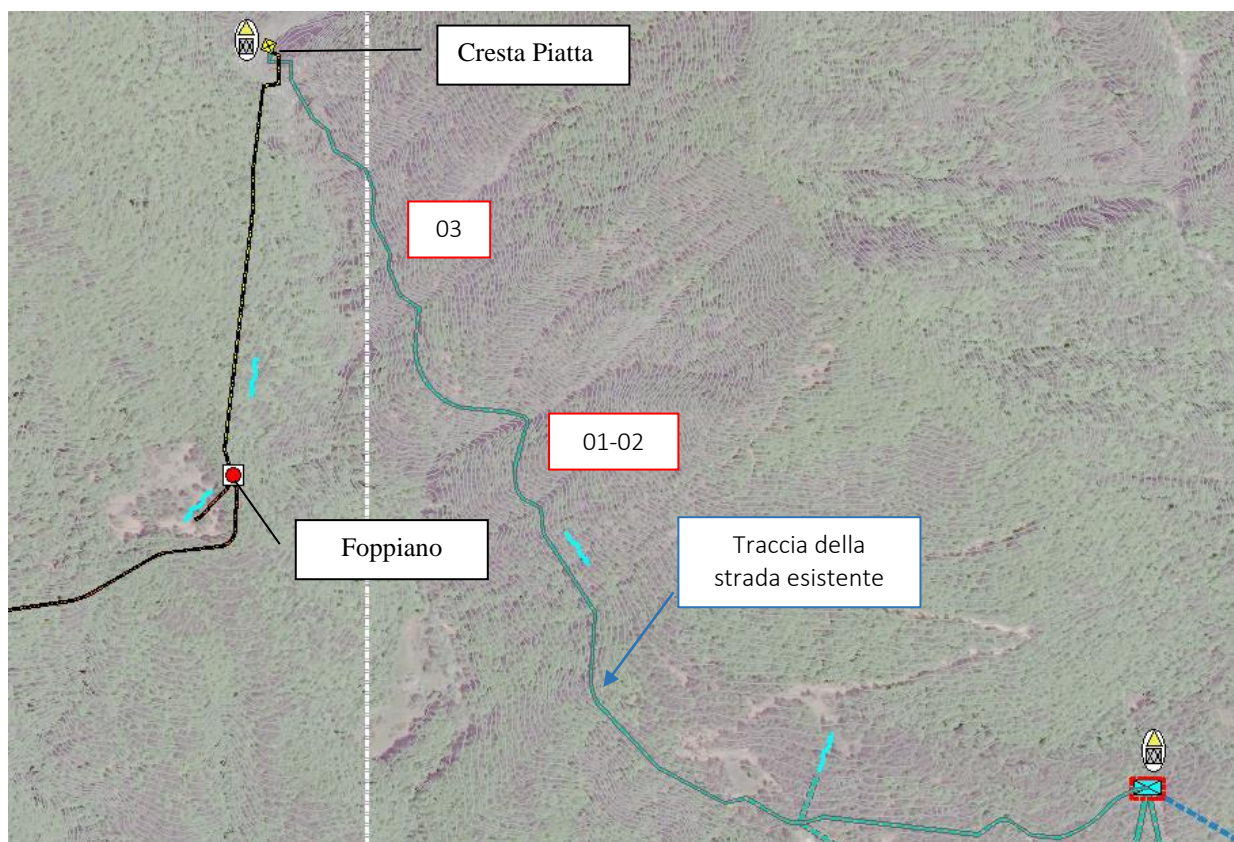 Cresta Piatta
03
01-02
Foppiano
Traccia della
strada esistente